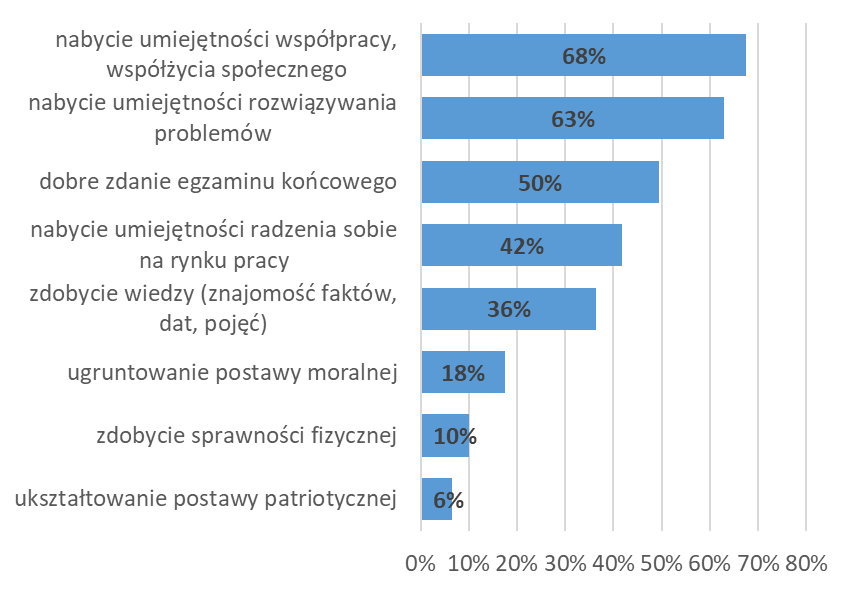 nabycie umiejętności współpracy,
współżycia społecznego
68%
nabycie umiejętności rozwiązywania
problemów
63%
dobre zdanie egzaminu końcowego
50%
nabycie umiejętności radzenia sobie
na rynku pracy
42%
zdobycie wiedzy (znajomość faktów,
dat, pojęć)
36%
ugruntowanie postawy moralnej
18%
zdobycie sprawności fizycznej
10%
ukształtowanie postawy patriotycznej
6%
0% 10% 20% 30% 40% 50% 60% 70% 80%